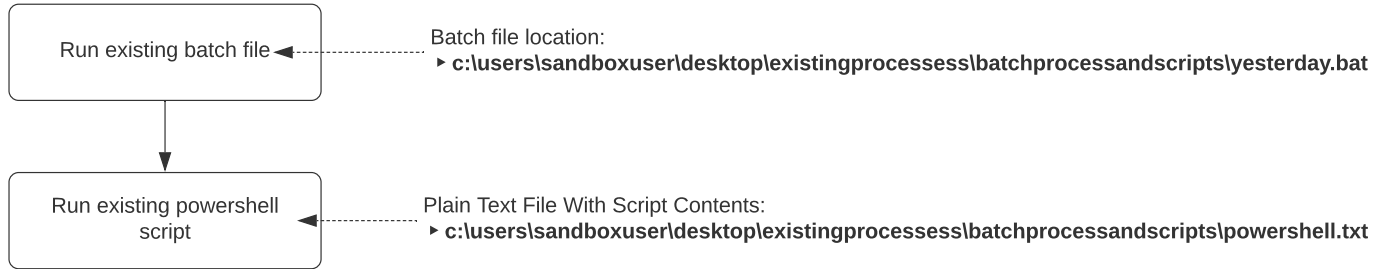 Run existing batch file
Batch file location:
c:\users\sandboxuser\desktop\existingprocessess\batchprocessandscripts\yesterday.bat
Run existing powershell
script
Plain Text File With Script Contents:
c:\users\sandboxuser\desktop\existingprocessess\batchprocessandscripts\powershell.txt